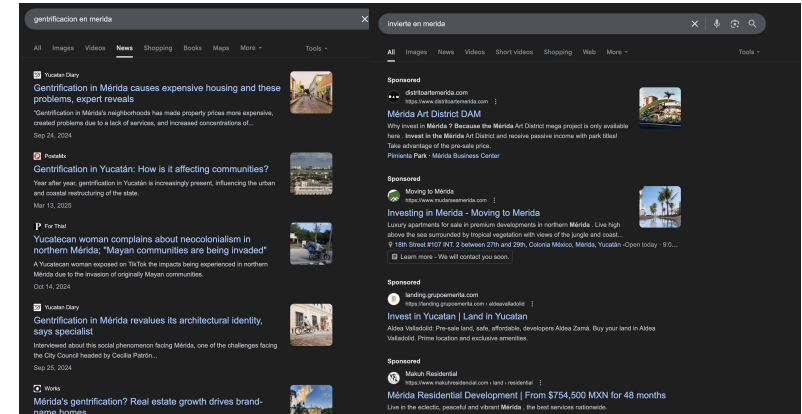 gentrificacion en merida
All Images Videos News Shopping Books Maps More Tools
Yucatan Diary
Gentrification in Mérida causes expensive housing and these
problems, expert reveals
"Gentrification in Mérida's neighborhoods has made property prices more expensive,
created problems due to a lack of services, and increased concentrations of...
Sep 24, 2024
PostaMx
Gentrification in Yucatán: How is it affecting communities?
Year after year, gentrification in Yucatán is increasingly present, influencing the urban
and coastal restructuring of the state.
Mar 13, 2025
For This!
Yucatecan woman complains about neocolonialism in
northern Mérida; "Mayan communities are being invaded"
A Yucatecan woman exposed on TikTok the impacts being experienced in northern
Mérida due to the invasion of originally Mayan communities.
Oct 14, 2024
Yucatan Diary
Gentrification in Mérida revalues its architectural identity,
says specialist
Interviewed about this social phenomenon facing Mérida, one of the challenges facing
the City Council headed by Cecilia Patrón...
Sep 25, 2024
Works
Mérida's gentrification? Real estate growth drives brand-
name homes
invierte en merida
All Images News Videos Short videos Shopping Web More Tools
Sponsored
distritoartemerida.com
https://www.distritoartemerida.com
Mérida Art District DAM
Why invest in Mérida ? Because the Mérida Art District mega project is only available
here . Invest in the Mérida Art District and receive passive income with park titles!
Take advantage of the pre-sale price.
Pimienta Park · Mérida Business Center
Sponsored
Moving to Mérida
https://www.mudarseamerida.com
Investing in Merida - Moving to Merida
Luxury apartments for sale in premium developments in northern Mérida . Live high
above the sea surrounded by tropical vegetation with views of the jungle and coast...
18th Street #107 INT. 2 between 27th and 29th, Colonia México, Mérida, Yucatán -Open today · 9:0...
Learn more - We will contact you soon.
Sponsored
landing.grupoemerita.com
https://landing.grupoemerita.com › aldeavalladolid
Invest in Yucatan | Land in Yucatan
Aldea Valladolid: Pre-sale land, safe, affordable, developers Aldea Zamá. Buy your land in Aldea
Valladolid. Prime location and exclusive amenities.
Sponsored
Makuh Residential
https://www.makuhresidencial.com › land › residential
Mérida Residential Development | From $754,500 MXN for 48 months
Live in the eclectic, peaceful and vibrant Mérida , the best services nationwide.